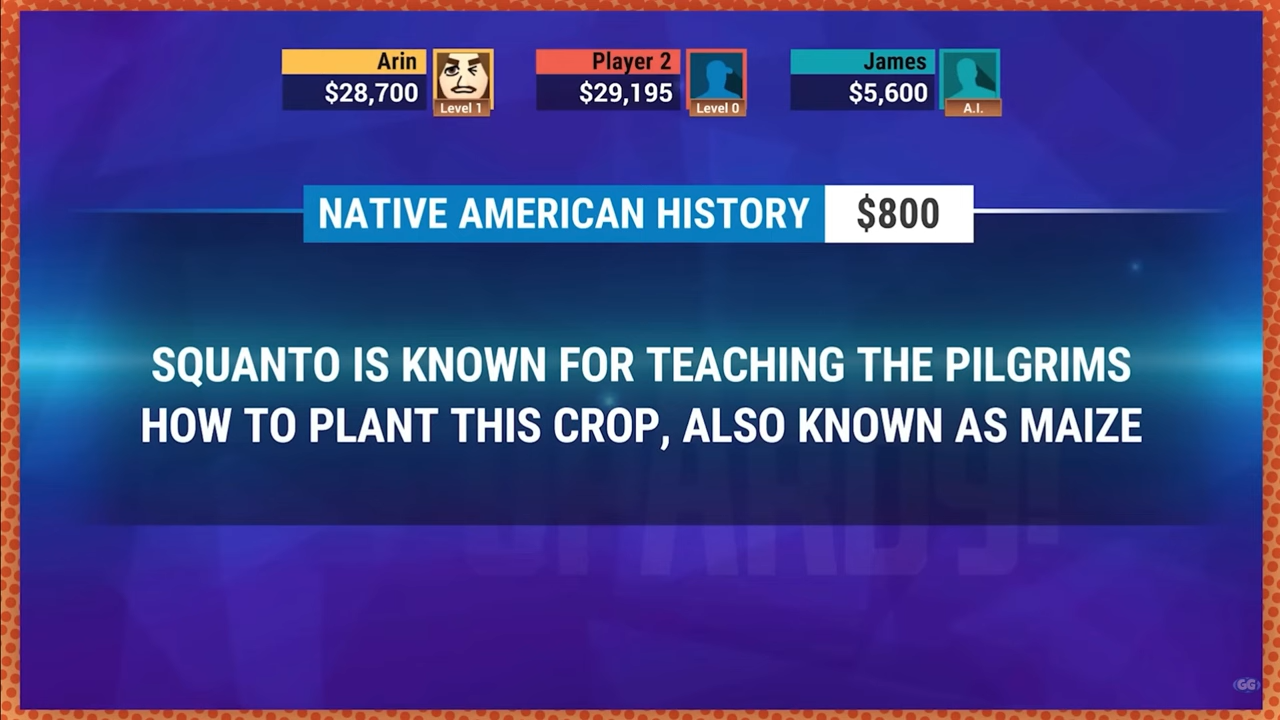 Arin
$28,700
Level 1
Player 2
$29,195
Level 0
James
$5,600
A.I.
NATIVE AMERICAN HISTORY $800
SQUANTO IS KNOWN FOR TEACHING THE PILGRIMS
HOW TO PLANT THIS CROP, ALSO KNOWN AS MAIZE
GG